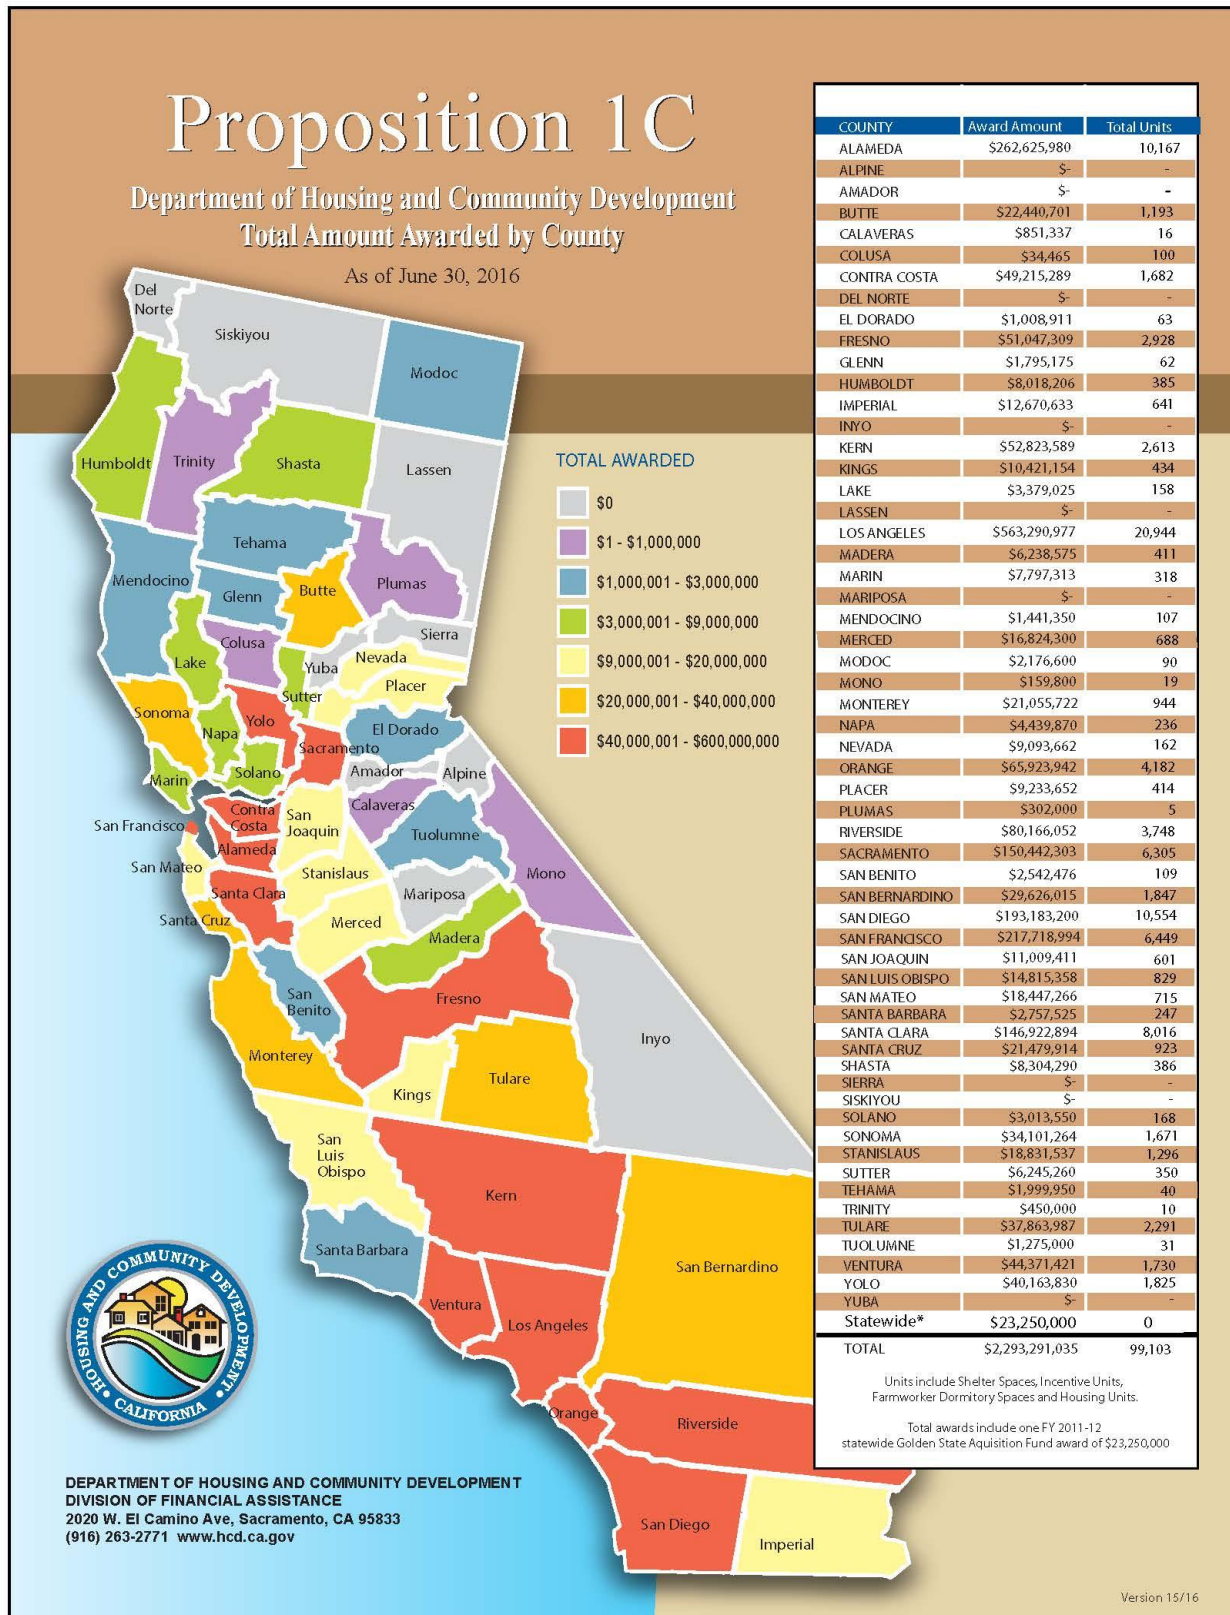 Proposition 1C
Department of Housing and Community Development
Total Amount Awarded by County
As of June 30, 2016
COUNTY Award Amount Total Units
ALAMEDA $262,625,980 10,167
ALPINE $- -
AMADOR $- -
BUTTE $22,440,701 1,193
CALAVERAS $851,337 16
COLUSA $34,465 100
CONTRA COSTA $49,215,289 1,682
DEL NORTE $- -
EL DORADO $1,008,911 63
FRESNO $51,047,309 2,928
GLENN $1,795,175 62
HUMBOLDT $8,018,206 385
IMPERIAL $12,670,633 641
INYO $- -
KERN $52,823,589 2,613
KINGS $10,421,154 434
LAKE $3,379,025 158
LASSEN $- -
LOS ANGELES $563,290,977 20,944
MADERA $6,238,575 411
MARIN $7,797,313 318
MARIPOSA $- -
MENDOCINO $1,441,350 107
MERCED $16,824,300 688
MODOC $2,176,600 90
MONO $159,800 19
MONTEREY $21,055,722 944
NAPA $4,439,870 236
NEVADA $9,093,662 162
ORANGE $65,923,942 4,182
PLACER $9,233,652 414
PLUMAS $302,000 5
RIVERSIDE $80,166,052 3,748
SACRAMENTO $150,442,303 6,305
SAN BENITO $2,542,476 109
SAN BERNARDINO $29,626,015 1,847
SAN DIEGO $193,183,200 10,554
SAN FRANCISCO $217,718,994 6,449
SAN JOAQUIN $11,009,411 601
SAN LUIS OBISPO $14,815,358 829
SAN MATEO $18,447,266 715
SANTA BARBARA $2,757,525 247
SANTA CLARA $146,922,894 8,016
SANTA CRUZ $21,479,914 923
SHASTA $8,304,290 386
SIERRA $- -
SISKIYOU $- -
SOLANO $3,013,550 168
SONOMA $34,101,264 1,671
STANISLAUS $18,831,537 1,296
SUTTER $6,245,260 350
TEHAMA $1,999,950 40
TRINITY $450,000 10
TULARE $37,863,987 2,291
TUOLUMNE $1,275,000 31
VENTURA $44,371,421 1,730
YOLO $40,163,830 1,825
YUBA $- -
Statewide* $23,250,000 0
TOTAL $2,293,291,035 99,103
Units include Shelter Spaces, Incentive Units,
Farmworker Dormitory Spaces and Housing Units.
Total awards include one FY 2011-12
statewide Golden State Aquisition Fund award of $23,250,000
TOTAL AWARDED
$0
$1 - $1,000,000
$1,000,001 - $3,000,000
$3,000,001 - $9,000,000
$9,000,001 - $20,000,000
$20,000,001 - $40,000,000
$40,000,001 - $600,000,000
Del
Norte
Siskiyou
Modoc
Humboldt
Trinity
Shasta
Lassen
Tehama
Mendocino
Glenn
Butte
Plumas
Colusa
Sierra
Lake
Yuba
Nevada
Sutter
Placer
Sonoma
Yolo
Napa
El Dorado
Sacramento
Marin
Solano
Amador
Alpine
Contra
Costa
San
Joaquin
Calaveras
San Francisco
Tuolumne
Alameda
San Mateo
Stanislaus
Mono
Santa Clara
Mariposa
Santa Cruz
Merced
Madera
San
Benito
Fresno
Inyo
Monterey
Kings
Tulare
San
Luis
Obispo
Kern
Santa Barbara
San Bernardino
Ventura
Los Angeles
Orange
Riverside
San Diego
Imperial
HOUSING AND COMMUNITY DEVELOPMENT
CALIFORNIA
DEPARTMENT OF HOUSING AND COMMUNITY DEVELOPMENT
DIVISION OF FINANCIAL ASSISTANCE
2020 W. El Camino Ave, Sacramento, CA 95833
(916) 263-2771 www.hcd.ca.gov
Version 15/16